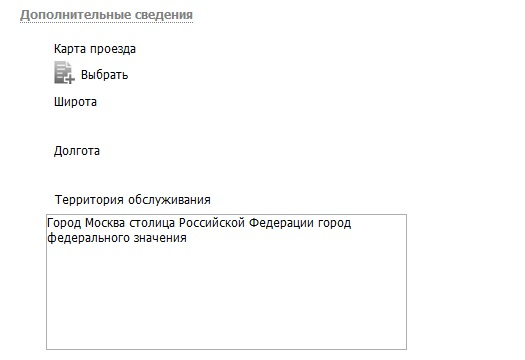 Дополнительные сведения
Карта проезда
Выбрать
Широта
Долгота
Территория обслуживания
Город Москва столица Российской Федерации город
федерального значения